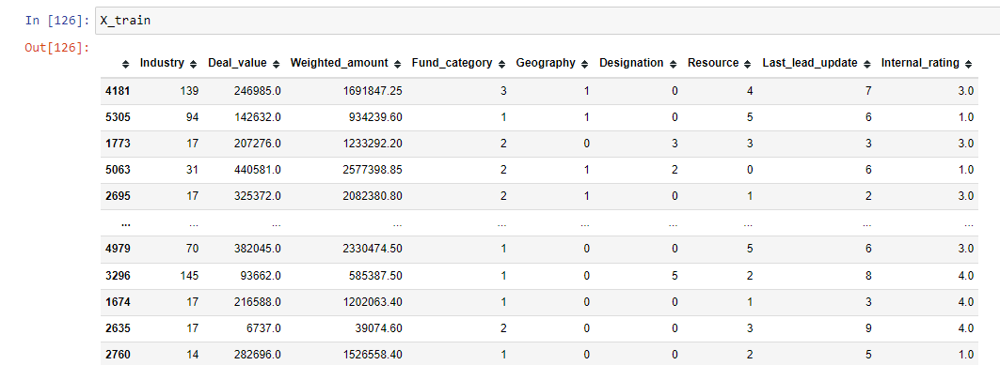 In [126]: X_train
Out[126]:
Industry Deal_value Weighted_amount Fund_category Geography Designation Resource Last_lead_update Internal_rating
4181 139 246985.0 1691847.25 3 1 0 4 7 3.0
5305 94 142632.0 934239.60 1 1 0 5 6 1.0
1773 17 207276.0 1233292.20 2 0 3 3 3 3.0
5063 31 440581.0 2577398.85 2 1 2 0 6 1.0
2695 17 325372.0 2082380.80 2 1 0 1 2 3.0
... ... ... ... ... ... ... ... ... ...
4979 70 382045.0 2330474.50 1 0 0 5 6 3.0
3296 145 93662.0 585387.50 1 0 5 2 8 4.0
1674 17 216588.0 1202063.40 1 0 0 1 3 4.0
2635 17 6737.0 39074.60 2 0 0 3 9 4.0
2760 14 282696.0 1526558.40 1 0 0 2 5 1.0